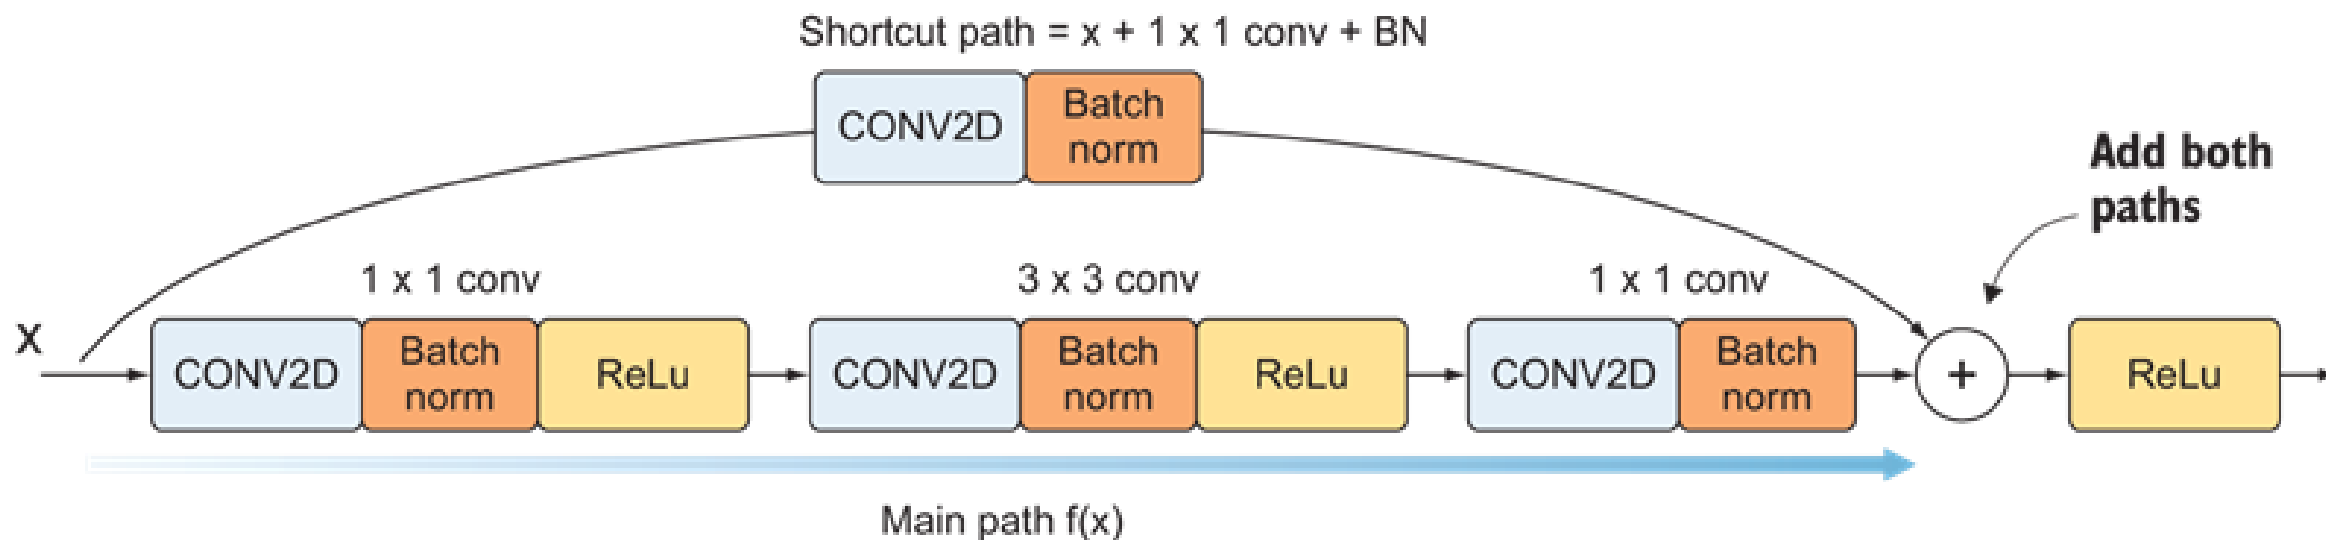 Shortcut path = x + 1 x 1 conv + BN
CONV2D
Batch
norm
Add both
paths
1 x 1 conv
3 x 3 conv
1 x 1 conv
x
CONV2D
Batch
norm
ReLu
CONV2D
Batch
norm
ReLu
CONV2D
Batch
norm
+
ReLu
Main path f(x)